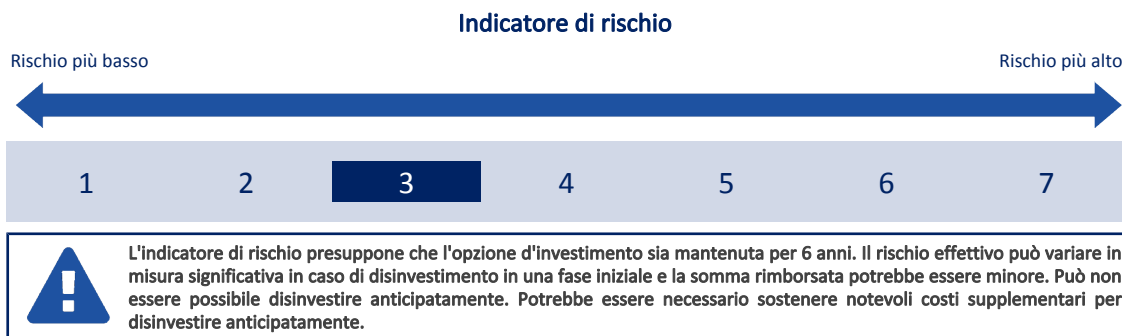 Indicatore di rischio
Rischio più basso
Rischio più alto
1 2 3 4 5 6 7
L'indicatore di rischio presuppone che l'opzione d'investimento sia mantenuta per 6 anni. Il rischio effettivo può variare in
misura significativa in caso di disinvestimento in una fase iniziale e la somma rimborsata potrebbe essere minore. Può non
essere possibile disinvestire anticipatamente. Potrebbe essere necessario sostenere notevoli costi supplementari per
disinvestire anticipatamente.